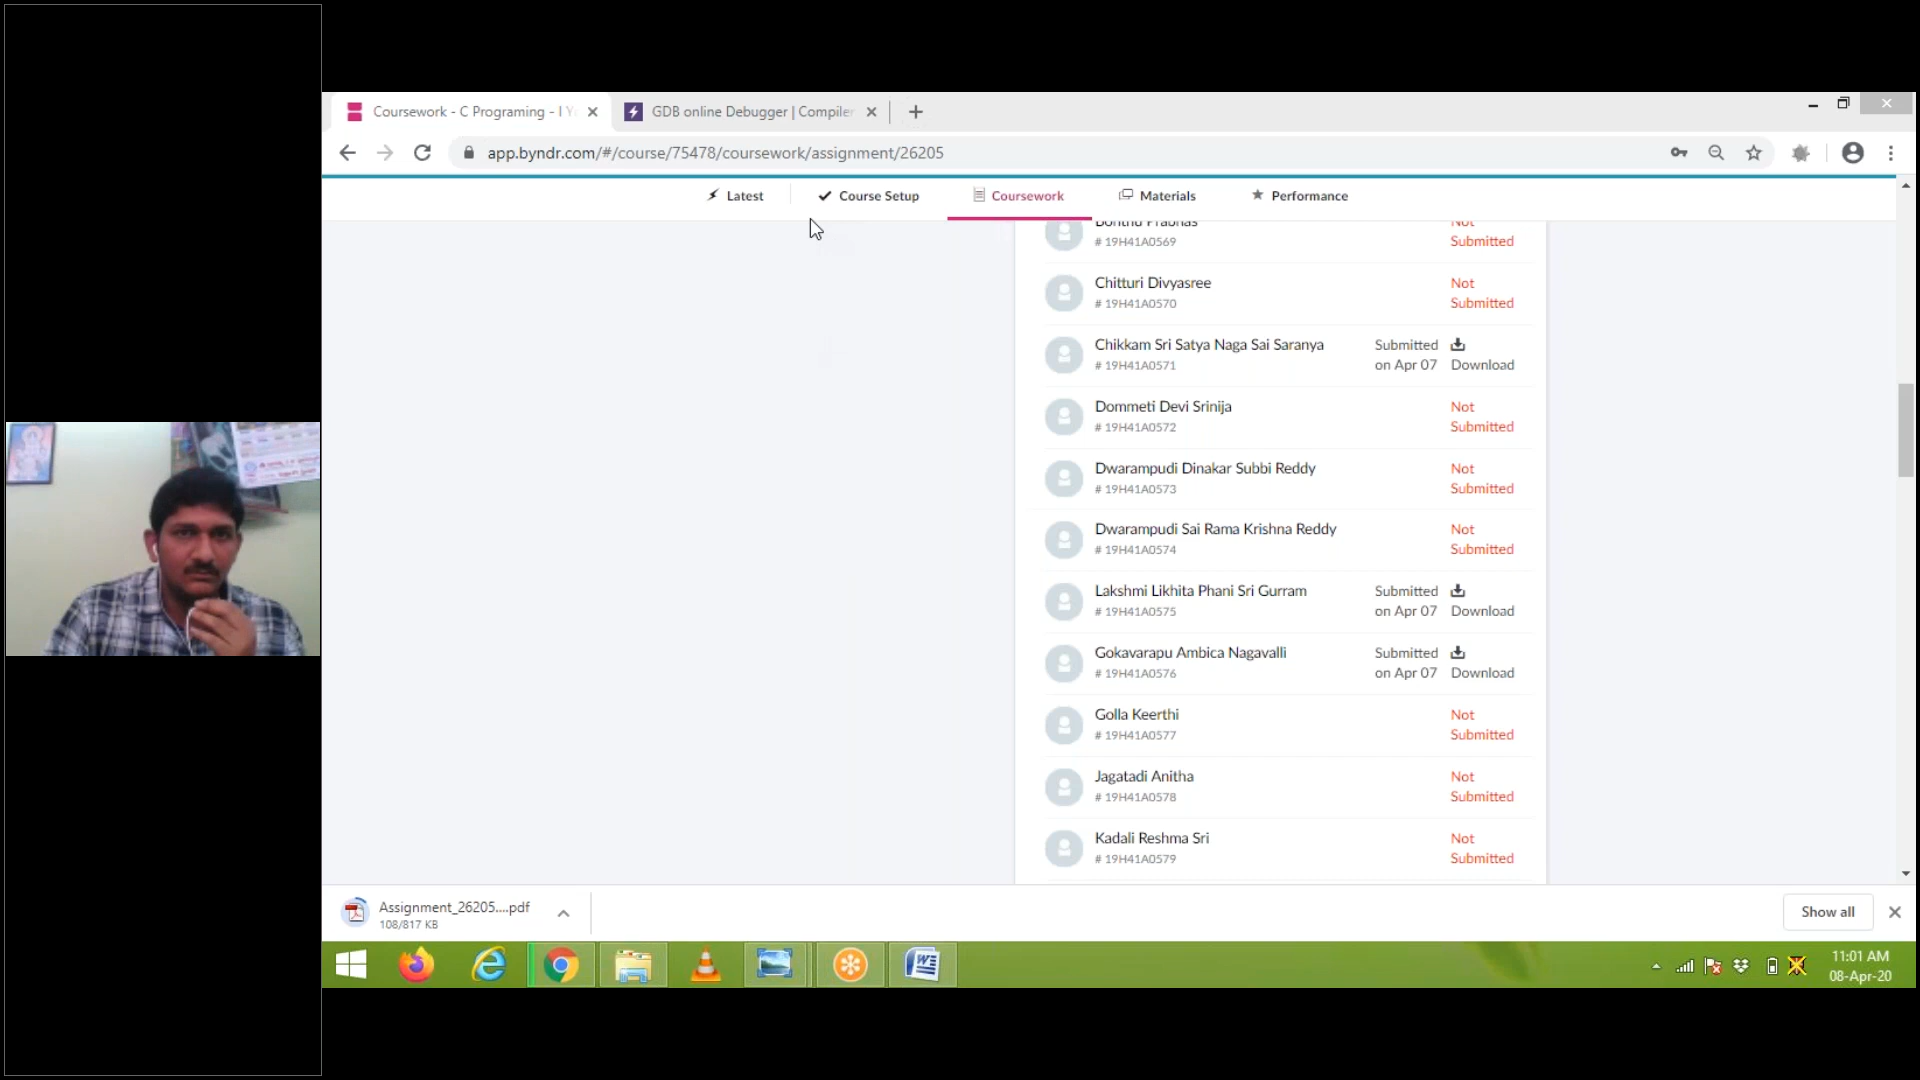 Coursework - C Programing - I Y
GDB online Debugger | Compiler
app.byndr.com/#/course/75478/coursework/assignment/26205
Latest
Course Setup
Coursework
Materials
Performance
# 19H41A0569
Not
Submitted
Chitturi Divyasree
# 19H41A0570
Not
Submitted
Chikkam Sri Satya Naga Sai Saranya
# 19H41A0571
Submitted
on Apr 07
Download
Dommeti Devi Srinija
# 19H41A0572
Not
Submitted
Dwarampudi Dinakar Subbi Reddy
# 19H41A0573
Not
Submitted
Dwarampudi Sai Rama Krishna Reddy
# 19H41A0574
Not
Submitted
Lakshmi Likhita Phani Sri Gurram
# 19H41A0575
Submitted
on Apr 07
Download
Gokavarapu Ambica Nagavalli
# 19H41A0576
Submitted
on Apr 07
Download
Golla Keerthi
# 19H41A0577
Not
Submitted
Jagatadi Anitha
# 19H41A0578
Not
Submitted
Kadali Reshma Sri
# 19H41A0579
Not
Submitted
Assignment_26205....pdf
108/817 KB
Show all
11:01 AM
08-Apr-20